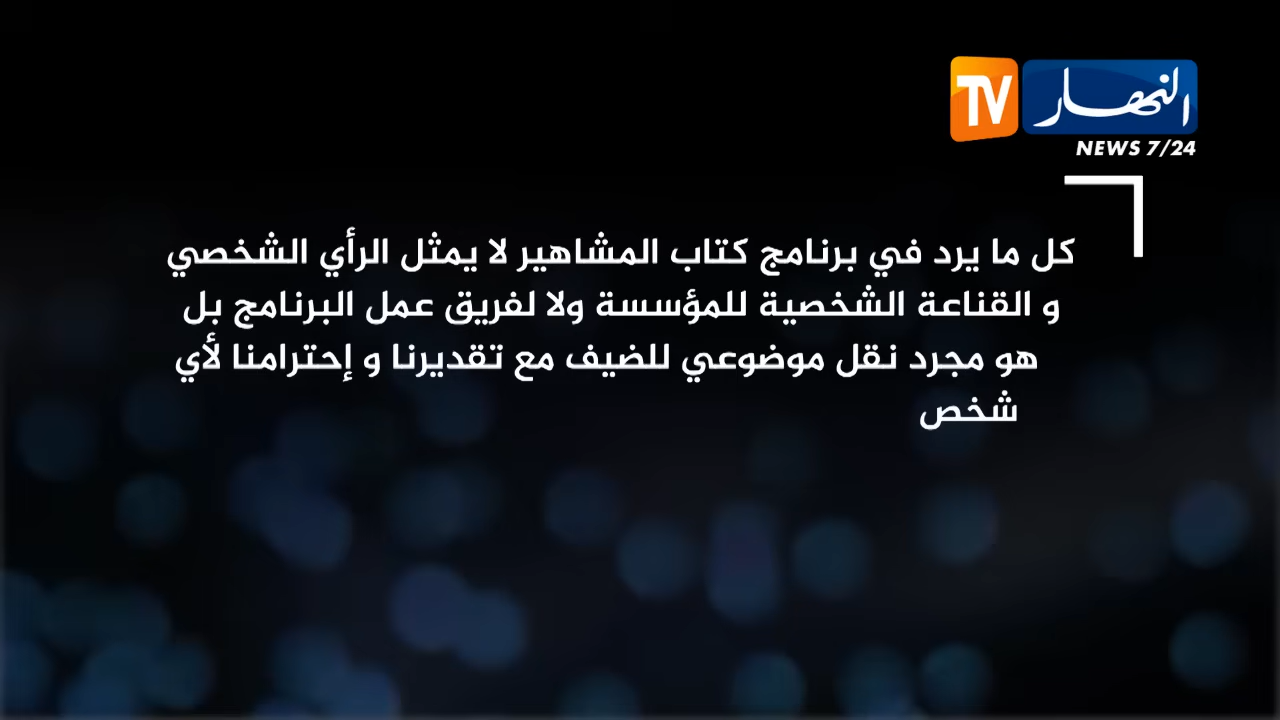 النهار TV
NEWS 7/24
كل ما يرد في برنامج كتاب المشاهير لا يمثل الرأي الشخصي
و القناعة الشخصية للمؤسسة ولا لفريق عمل البرنامج بل
هو مجرد نقل موضوعي للضيف مع تقديرنا و إحترامنا لأي
شخص